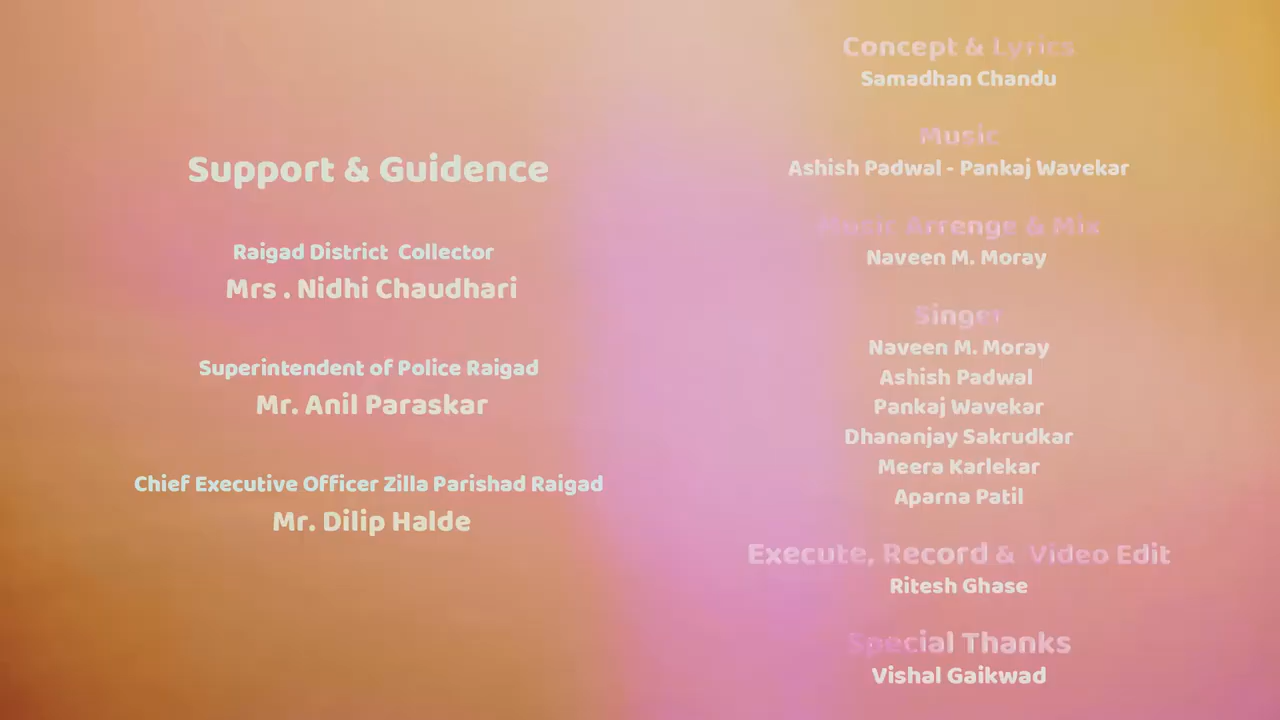 Support & Guidence
Raigad District Collector
Mrs . Nidhi Chaudhari
Superintendent of Police Raigad
Mr. Anil Paraskar
Chief Executive Officer Zilla Parishad Raigad
Mr. Dilip Halde
Concept & Lyrics
Samadhan Chandu
Music
Ashish Padwal - Pankaj Wavekar
Music Arrenge & Mix
Naveen M. Moray
Singer
Naveen M. Moray
Ashish Padwal
Pankaj Wavekar
Dhananjay Sakrudkar
Meera Karlekar
Aparna Patil
Execute, Record & Video Edit
Ritesh Ghase
Special Thanks
Vishal Gaikwad